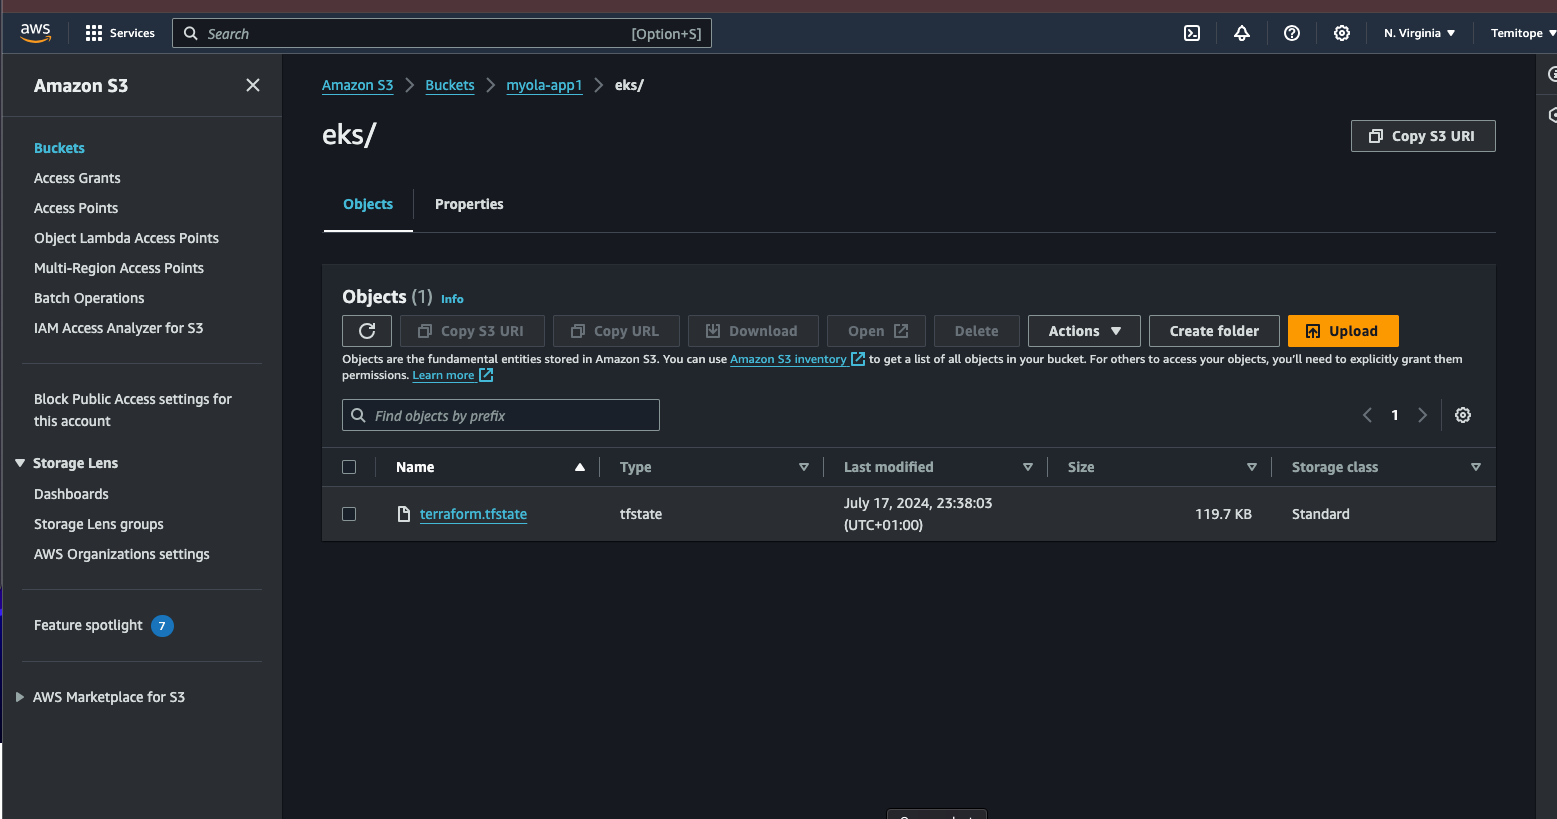 aws
Services
Search
[Option+S]
N. Virginia
Temitope
Amazon S3
Buckets
Access Grants
Access Points
Object Lambda Access Points
Multi-Region Access Points
Batch Operations
IAM Access Analyzer for S3
Block Public Access settings for
this account
Storage Lens
Dashboards
Storage Lens groups
AWS Organizations settings
Feature spotlight 7
AWS Marketplace for S3
Amazon S3 Buckets myola-app1 eks/
eks/
Copy S3 URI
Objects Properties
Objects (1) Info
Copy S3 URI Copy URL Download Open Delete Actions Create folder Upload
Objects are the fundamental entities stored in Amazon S3. You can use Amazon S3 inventory to get a list of all objects in your bucket. For others to access your objects, you'll need to explicitly grant them
permissions. Learn more
Find objects by prefix
1
Name Type Last modified Size Storage class
terraform.tfstate tfstate July 17, 2024, 23:38:03 119.7 KB Standard
(UTC+01:00)